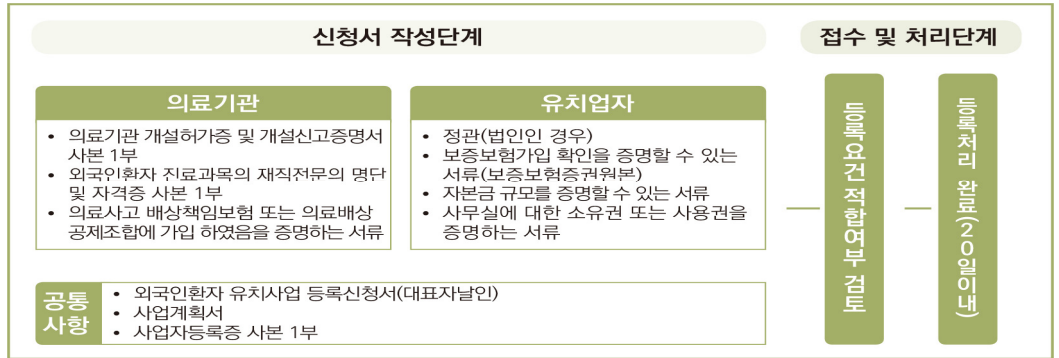 신청서 작성단계
접수 및 처리단계
의료기관
• 의료기관 개설허가증 및 개설신고증명서
사본 1부
• 외국인환자 진료과목의 재직전문의 명단
및 자격증 사본 1부
• 의료사고 배상책임보험 또는 의료배상
공제조합에 가입 하였음을 증명하는 서류
유치업자
• 정관(법인인 경우)
• 보증보험가입 확인을 증명할 수 있는
서류(보증보험증권원본)
• 자본금 규모를 증명할 수 있는 서류
• 사무실에 대한 소유권 또는 사용권을
증명하는 서류
공통
사항
• 외국인환자 유치사업 등록신청서(대표자날인)
• 사업계획서
• 사업자등록증 사본 1부
등록요건 적합여부 검토
등록처리 완료(20일이내)